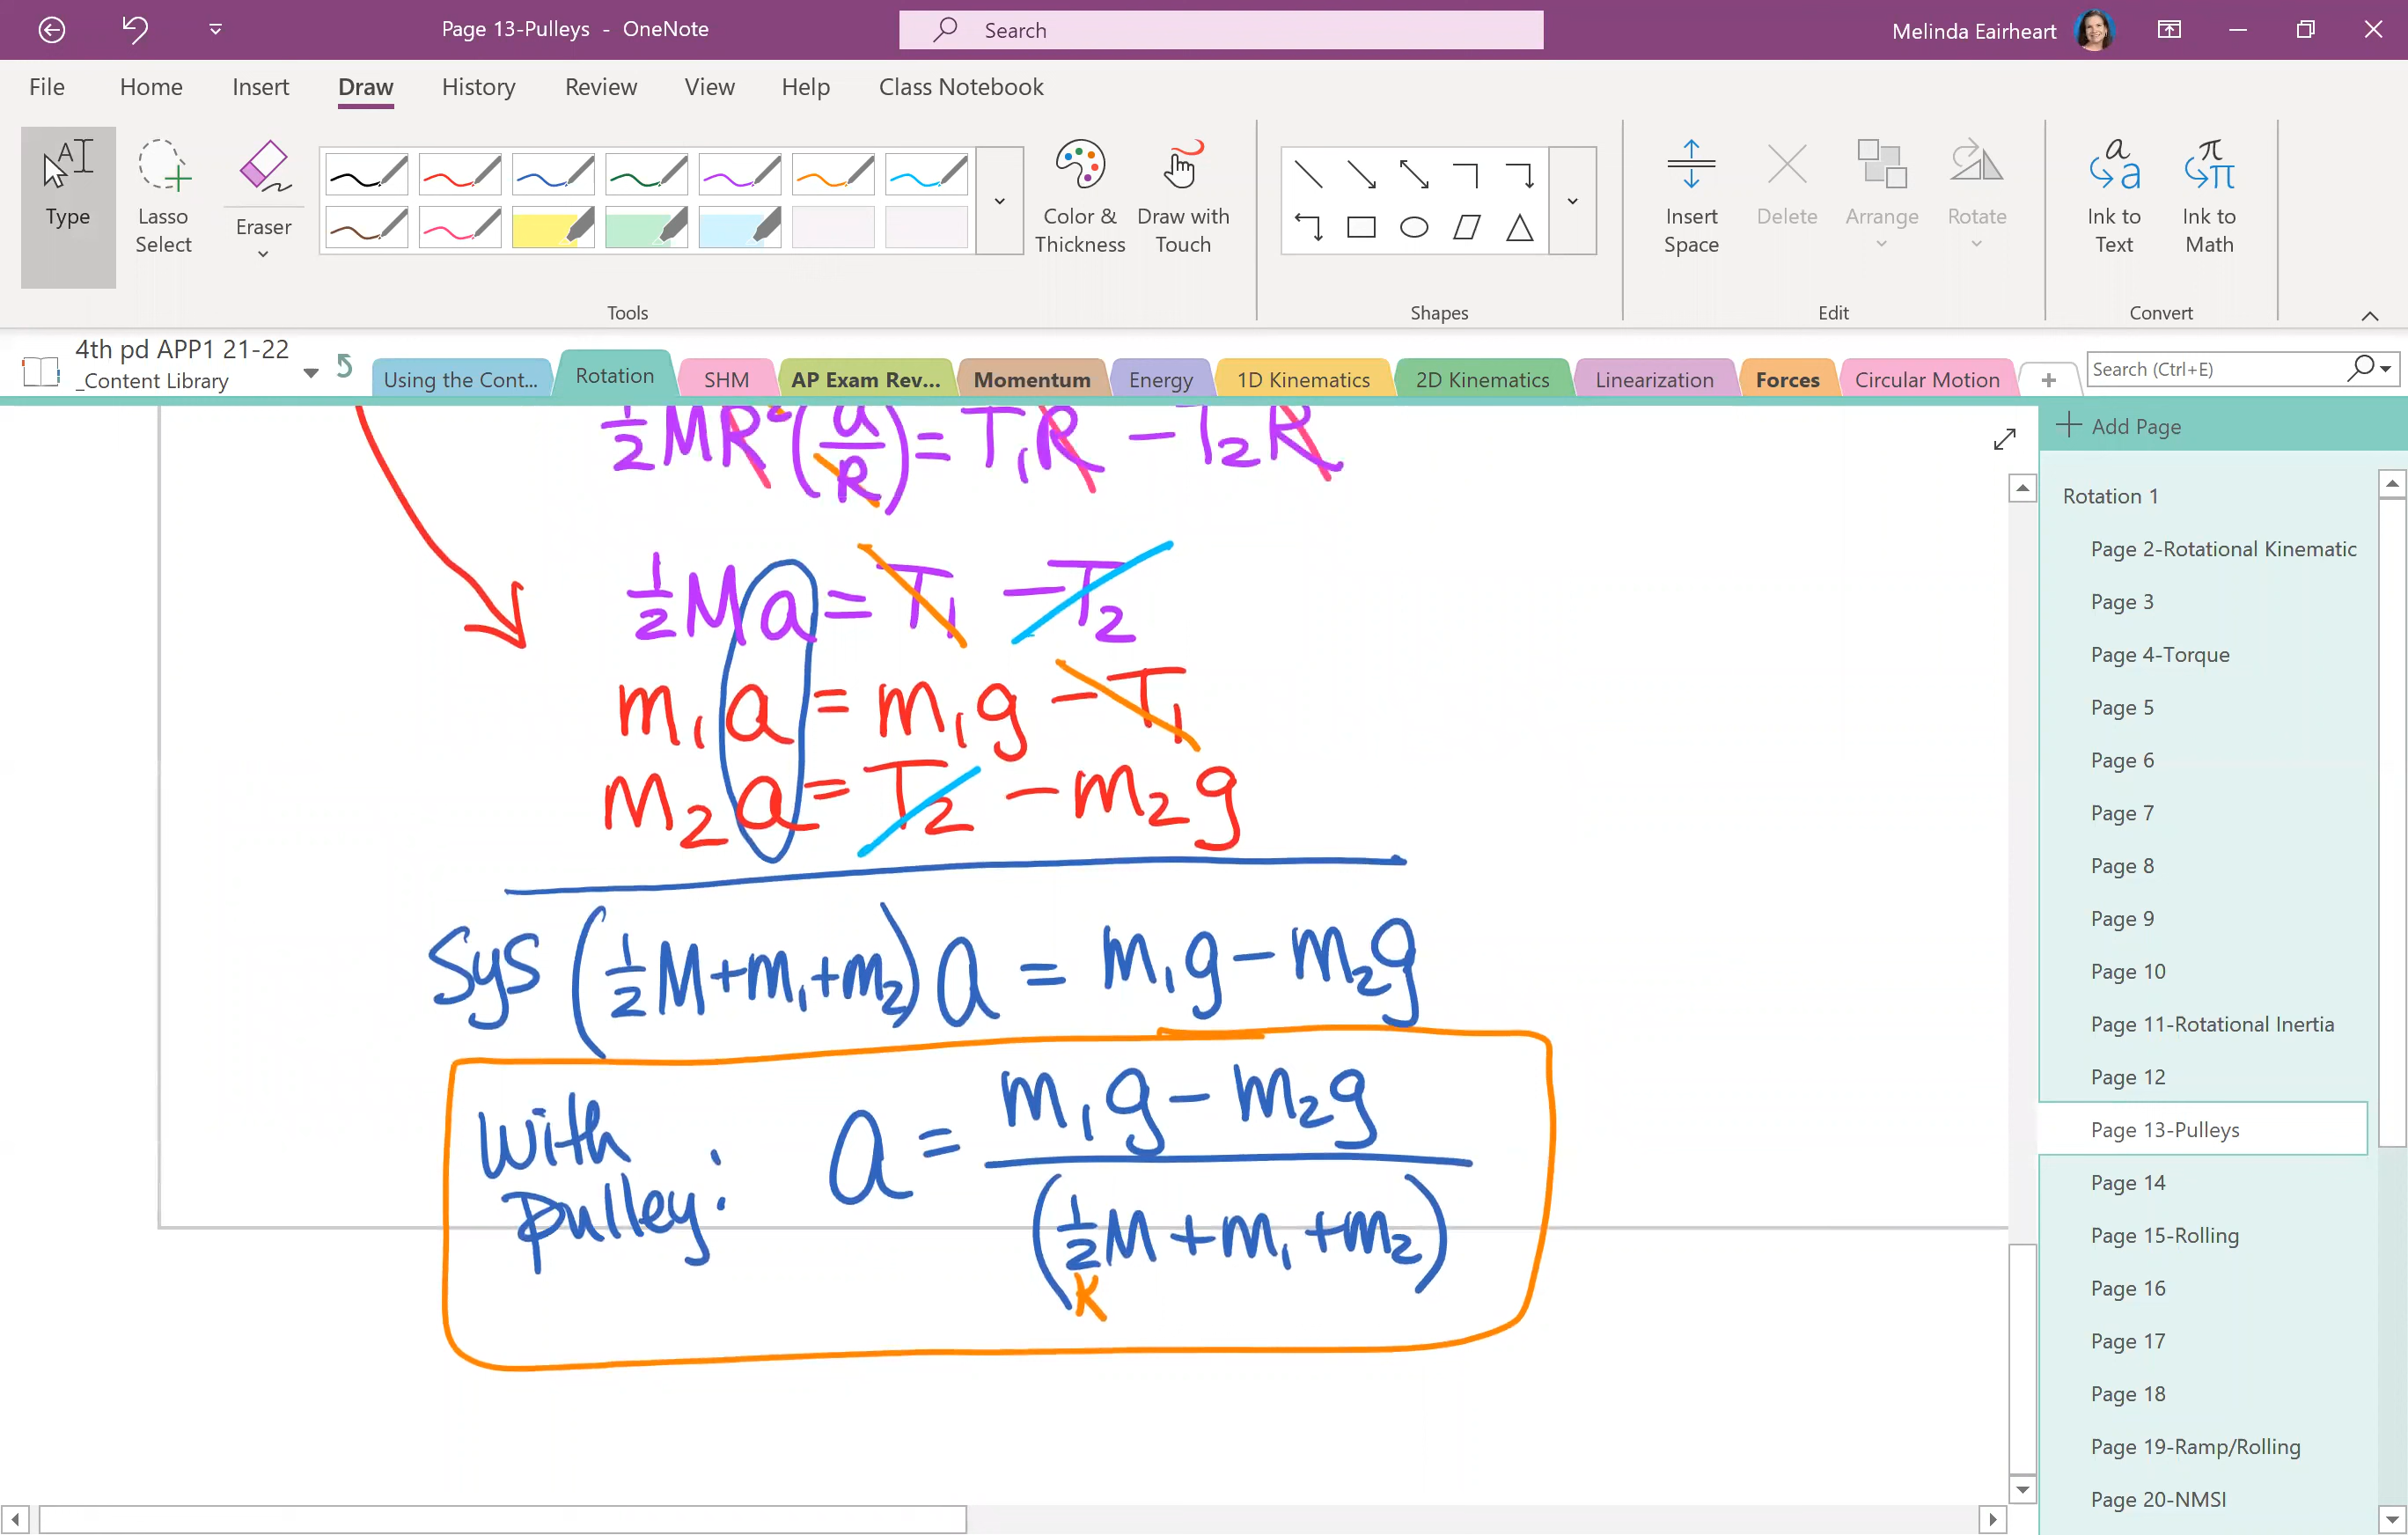 Page 13-Pulleys - OneNote
Search
Melinda Eairheart
File Home Insert Draw History Review View Help Class Notebook
Type
Lasso Select
Eraser
Color & Thickness
Draw with Touch
Insert Space
Delete
Arrange
Rotate
a a Ink to Text
π π Ink to Math
Tools Shapes Edit Convert
4th pd APP1 21-22
_Content Library
Using the Cont... Rotation SHM AP Exam Rev... Momentum Energy 1D Kinematics 2D Kinematics Linearization Forces Circular Motion +
Search (Ctrl+E)
½MR²(a/R) = T₁R - T₂R
½Ma = T₁ - T₂
m₁a = m₁g - T₁
m₂a = T₂ - m₂g
Sys (½M+m₁+m₂)a = m₁g - m₂g
With pulley: a = (m₁g - m₂g)/(½M + m₁ + m₂)
K
Add Page
Rotation 1
Page 2-Rotational Kinematic
Page 3
Page 4-Torque
Page 5
Page 6
Page 7
Page 8
Page 9
Page 10
Page 11-Rotational Inertia
Page 12
Page 13-Pulleys
Page 14
Page 15-Rolling
Page 16
Page 17
Page 18
Page 19-Ramp/Rolling
Page 20-NMSI